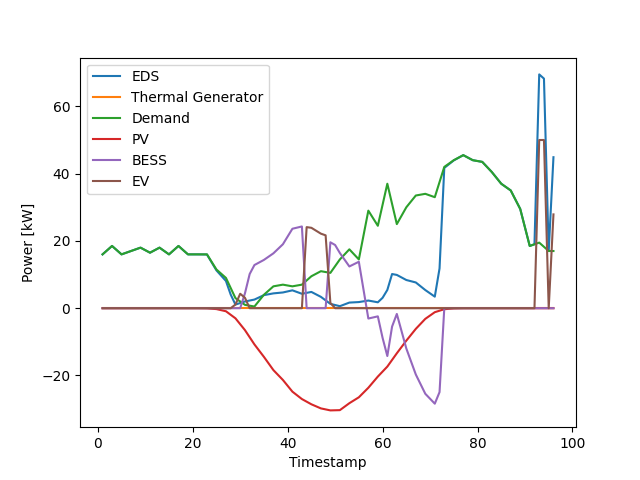 EDS
Thermal Generator
Demand
PV
BESS
EV
Power [kW]
60
40
20
0
−20
0 20 40 60 80 100
Timestamp